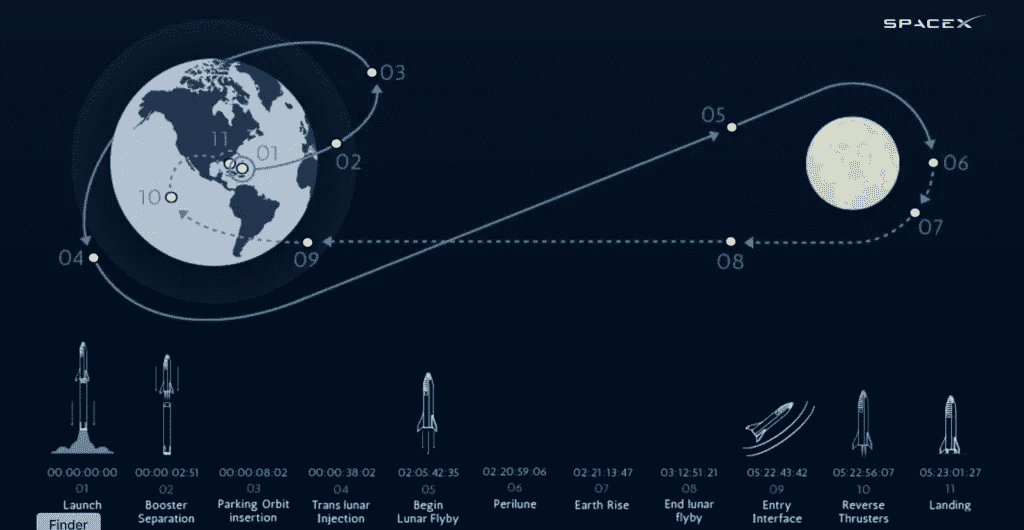 SPACEX
03
05
11
01
02
06
10
07
04
09
08
00.00.00:00:00
00:00:02:51
00:00:08:02
00:00:38:02
02:05:42:35
02:20:59:06
02:21:13:47
03:12:51:21
05:22:43:42
05:22:56:07
05:23:01:27
01
02
03
04
05
06
07
08
09
10
11
Launch
Booster
Separation
Parking Orbit
insertion
Trans lunar
Injection
Begin
Lunar Flyby
Perilune
Earth Rise
End lunar
flyby
Entry
Interface
Reverse
Thrusters
Landing
Finder